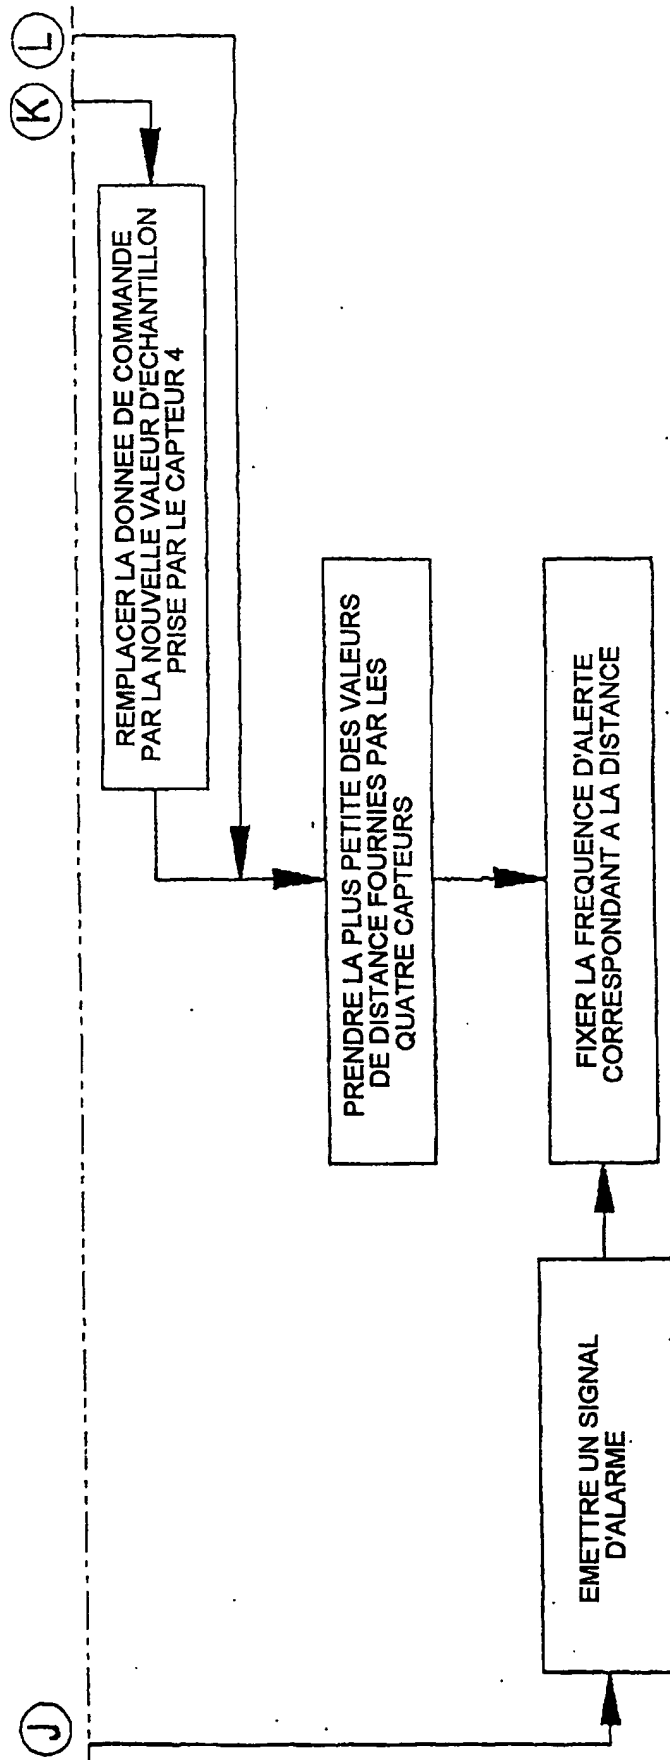 J
K
L
REMPLACER LA DONNEE DE COMMANDE
PAR LA NOUVELLE VALEUR D'ECHANTILLON
PRISE PAR LE CAPTEUR 4
PRENDRE LA PLUS PETITE DES VALEURS
DE DISTANCE FOURNIES PAR LES
QUATRE CAPTEURS
EMETTRE UN SIGNAL
D'ALARME
FIXER LA FREQUENCE D'ALERTE
CORRESPONDANT A LA DISTANCE